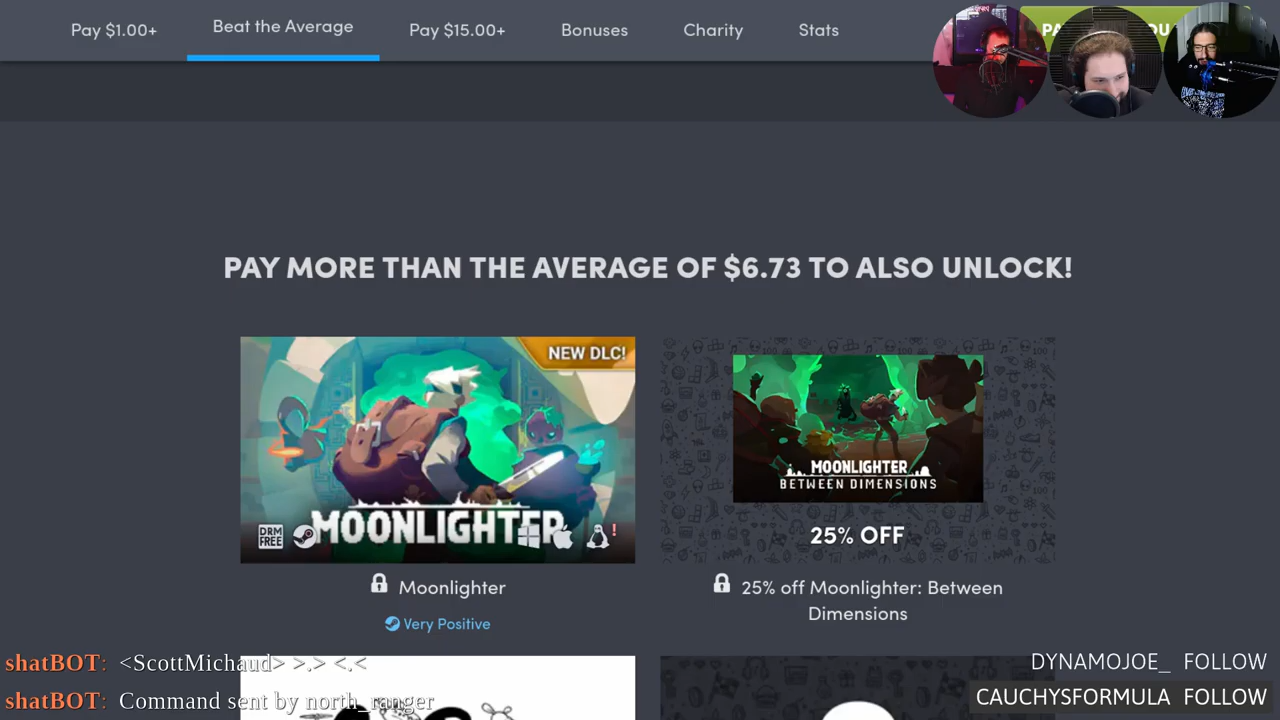 Pay $1.00+
Beat the Average
Pay $15.00+
Bonuses
Charity
Stats
PAY MORE THAN THE AVERAGE OF $6.73 TO ALSO UNLOCK!
NEW DLC!
MOONLIGHTER
DRM FREE
MOONLIGHTER
BETWEEN DIMENSIONS
25% OFF
Moonlighter
Very Positive
25% off Moonlighter: Between
Dimensions
shatBOT: <ScottMichaud> >.> <.<
shatBOT: Command sent by north_ranger
DYNAMOJOE_ FOLLOW
CAUCHYSFORMULA FOLLOW